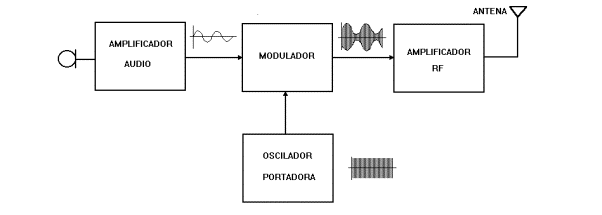 ANTENA
AMPLIFICADOR
AUDIO
MODULADOR
AMPLIFICADOR
RF
OSCILADOR
PORTADORA